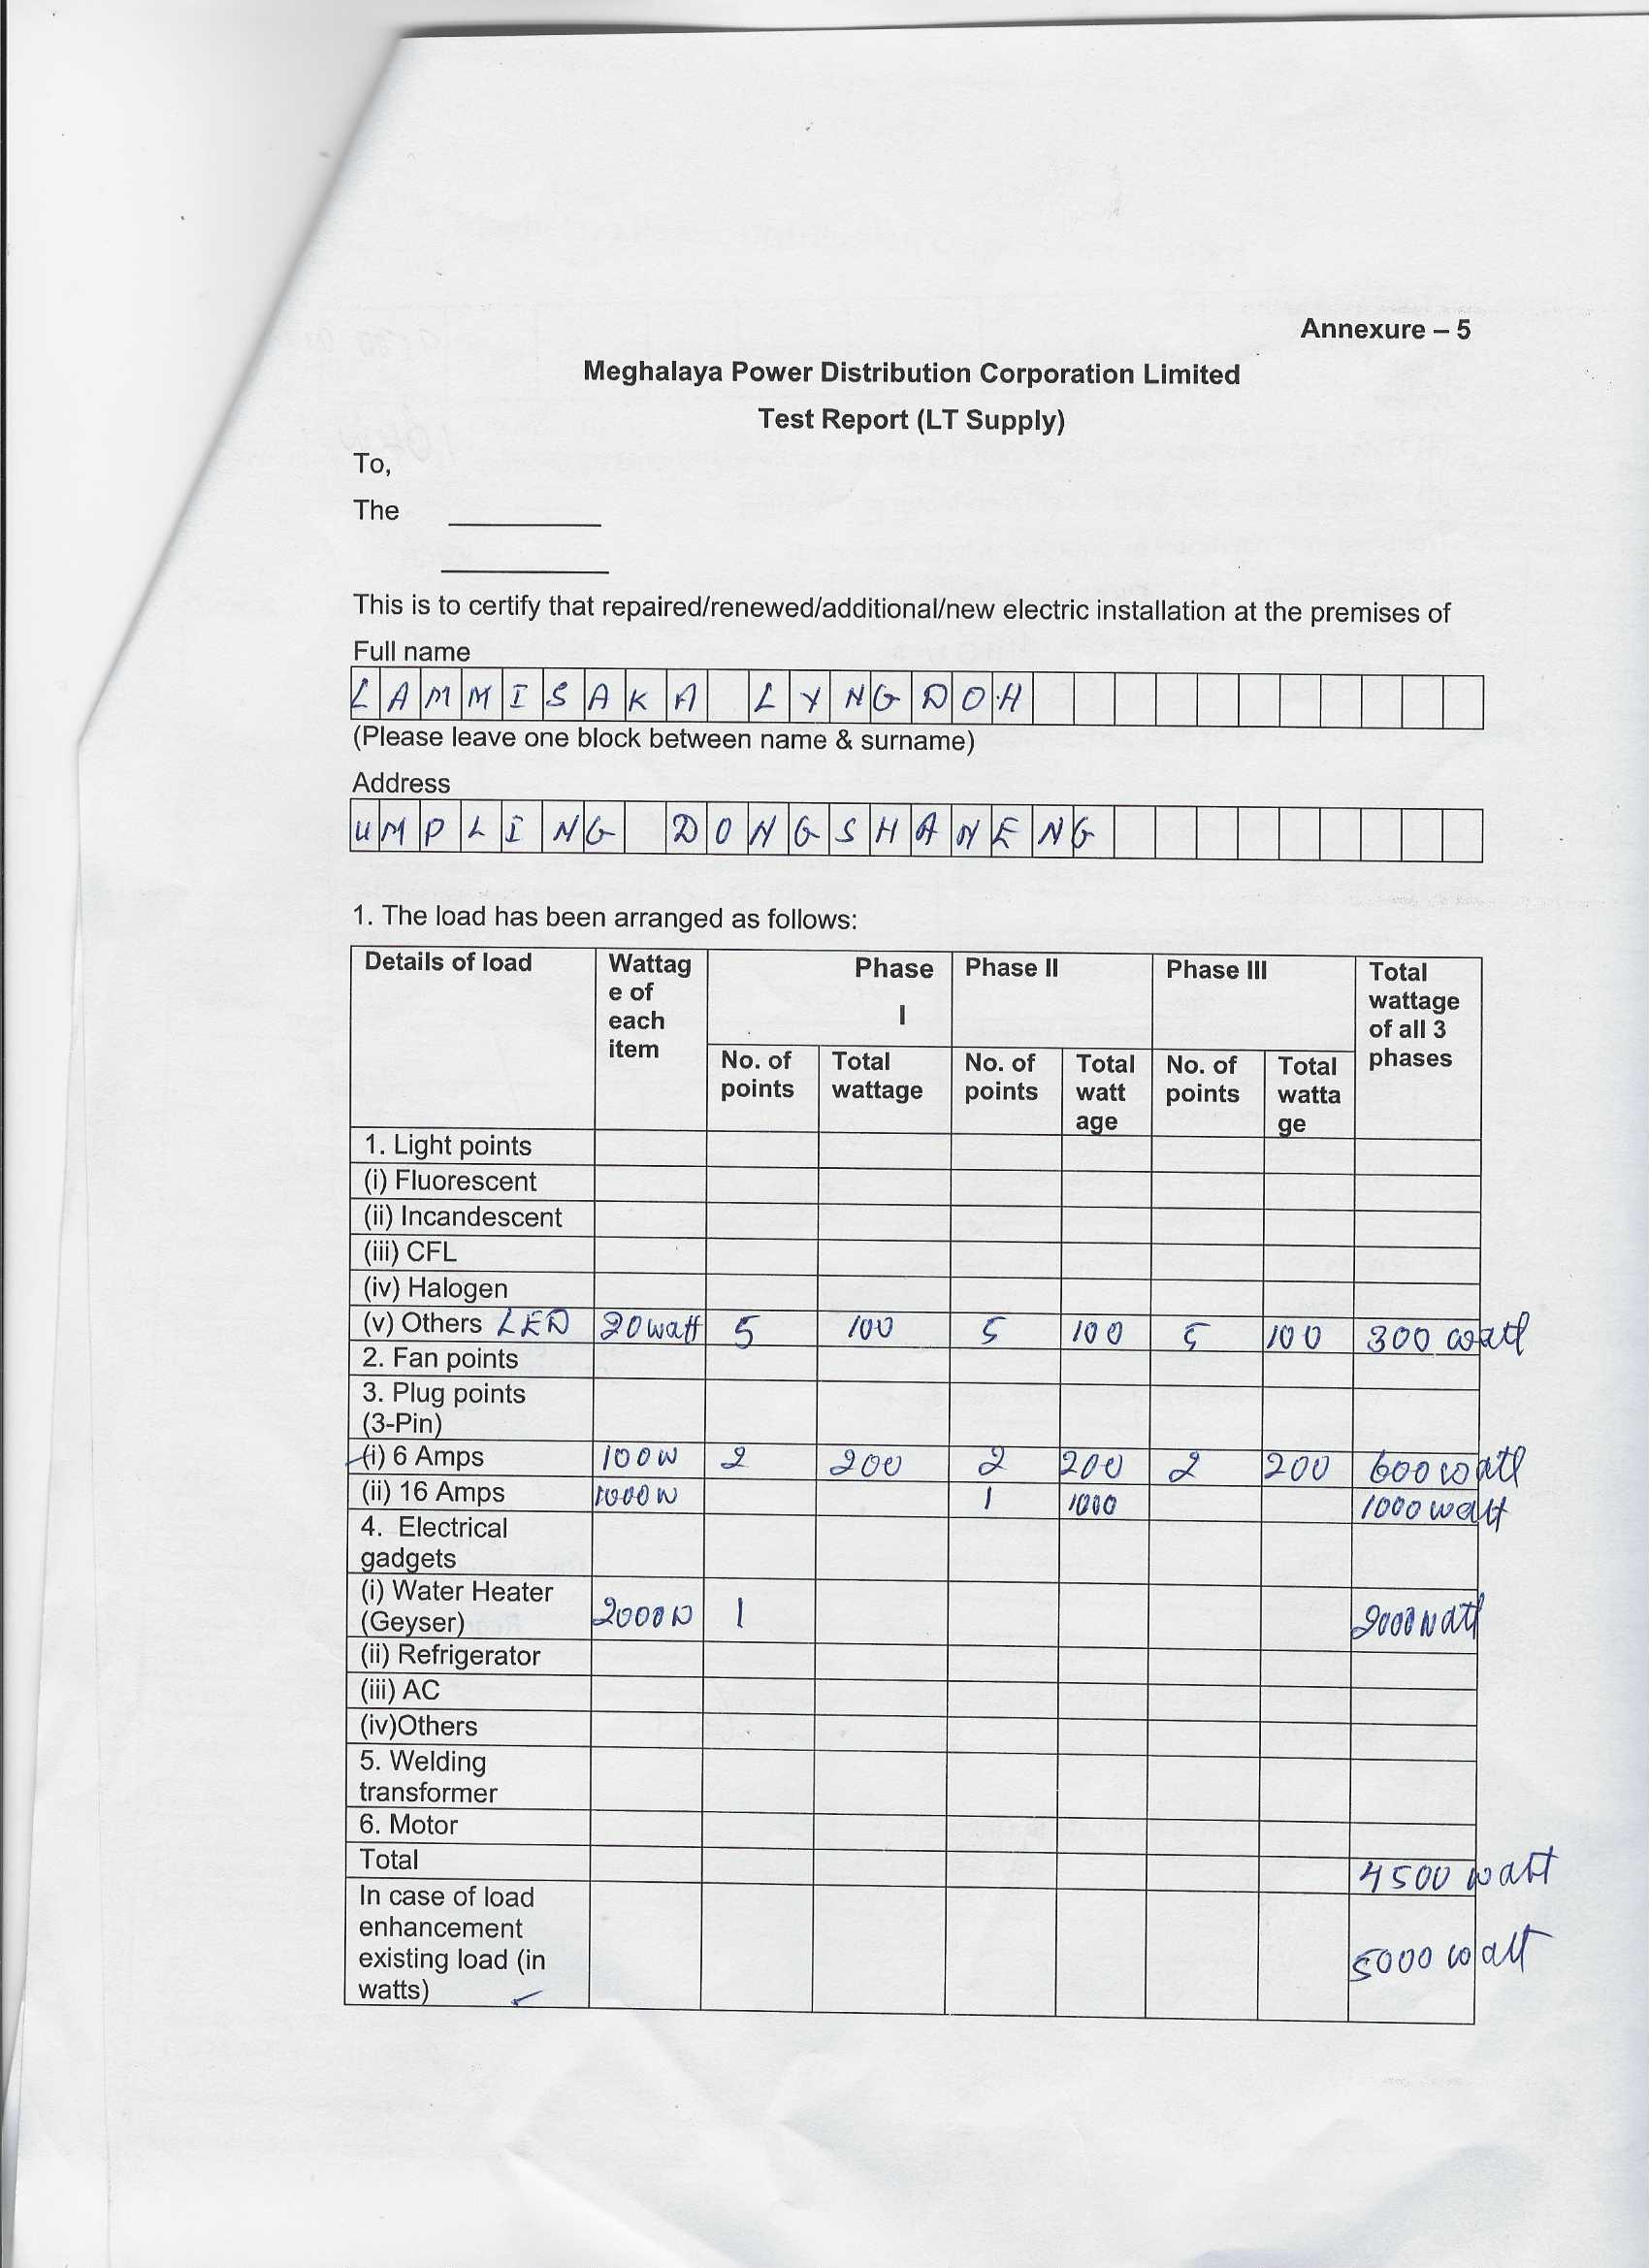 Annexure – 5
Meghalaya Power Distribution Corporation Limited
Test Report (LT Supply)
To,
The
This is to certify that repaired/renewed/additional/new electric installation at the premises of
Full name
LAMMISAKA LYNGDOH
(Please leave one block between name & surname)
Address
UMPLING DONGSHANENG
1. The load has been arranged as follows:
Details of load Wattage of each item Phase I Phase II Phase III Total wattage of all 3 phases
No. of points Total wattage No. of points Total watt age No. of points Total watta ge
1. Light points
(i) Fluorescent
(ii) Incandescent
(iii) CFL
(iv) Halogen
(v) Others LED 20watt 5 100 5 100 5 100 300 watt
2. Fan points
3. Plug points
(3-Pin)
(i) 6 Amps 100W 2 200 2 200 2 200 600 watt
(ii) 16 Amps 1000W 1 1000 1000 watt
4. Electrical
gadgets
(i) Water Heater
(Geyser) 2000W 1 2000 watt
(ii) Refrigerator
(iii) AC
(iv)Others
5. Welding
transformer
6. Motor
Total 4500 watt
In case of load
enhancement
existing load (in
watts) 5000 watt